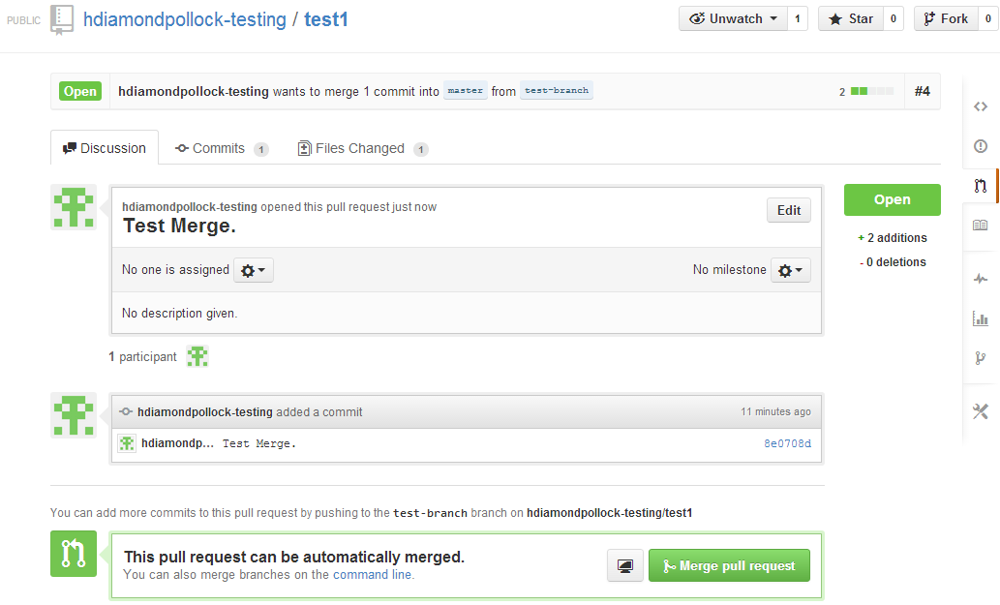 PUBLIC hdiamondpollock-testing / test1 Unwatch 1 Star 0 Fork 0
Open hdiamondpollock-testing wants to merge 1 commit into master from test-branch 2 #4
Discussion Commits 1 Files Changed 1
hdiamondpollock-testing opened this pull request just now
Test Merge.
Edit
Open
+ 2 additions
- 0 deletions
No one is assigned No milestone
No description given.
1 participant
hdiamondpollock-testing added a commit 11 minutes ago
hdiamondp... Test Merge. 8e0708d
You can add more commits to this pull request by pushing to the test-branch branch on hdiamondpollock-testing/test1
This pull request can be automatically merged.
You can also merge branches on the command line.
Merge pull request